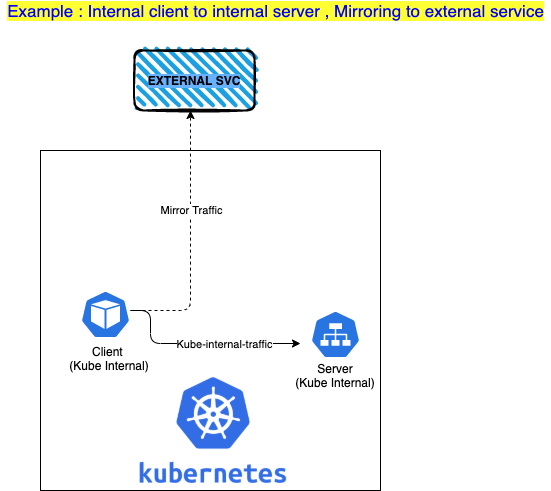 Example : Internal client to internal server , Mirroring to external service
EXTERNAL SVC
Mirror Traffic
Kube-internal-traffic
Client
(Kube Internal)
Server
(Kube Internal)
kubernetes